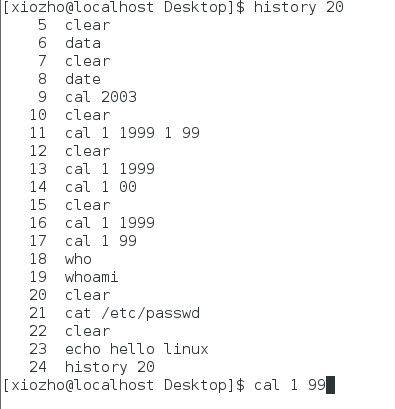 [xiozho@localhost Desktop]$ history 20
5 clear
6 data
7 clear
8 date
9 cal 2003
10 clear
11 cal 1 1999 1 99
12 clear
13 cal 1 1999
14 cal 1 00
15 clear
16 cal 1 1999
17 cal 1 99
18 who
19 whoami
20 clear
21 cat /etc/passwd
22 clear
23 echo hello linux
24 history 20
[xiozho@localhost Desktop]$ cal 1 99